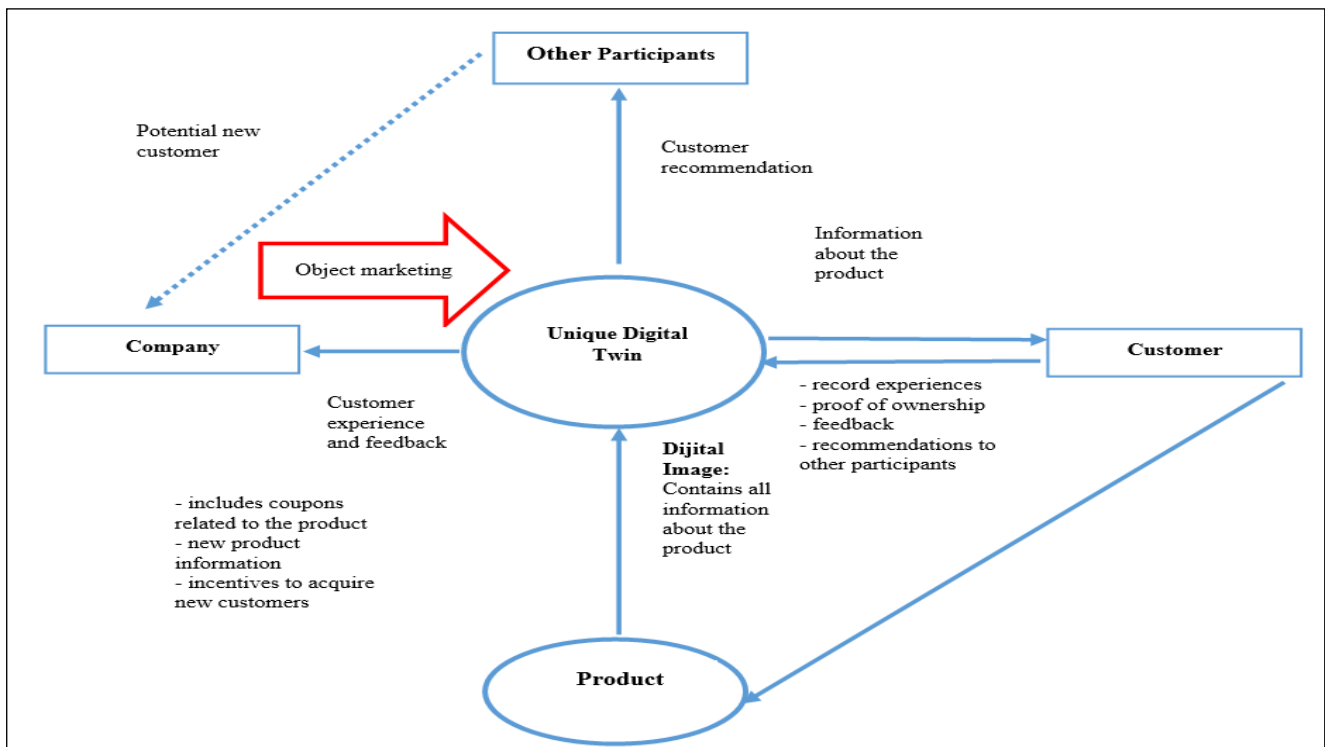 Other Participants
Potential new
customer
Customer
recommendation
Information
about the
product
Object marketing
Unique Digital
Twin
Company
Customer
Customer
experience
and feedback
- record experiences
- proof of ownership
- feedback
- recommendations to
other participants
Dijital
Image:
Contains all
information
about the
product
- includes coupons
related to the product
- new product
information
- incentives to acquire
new customers
Product